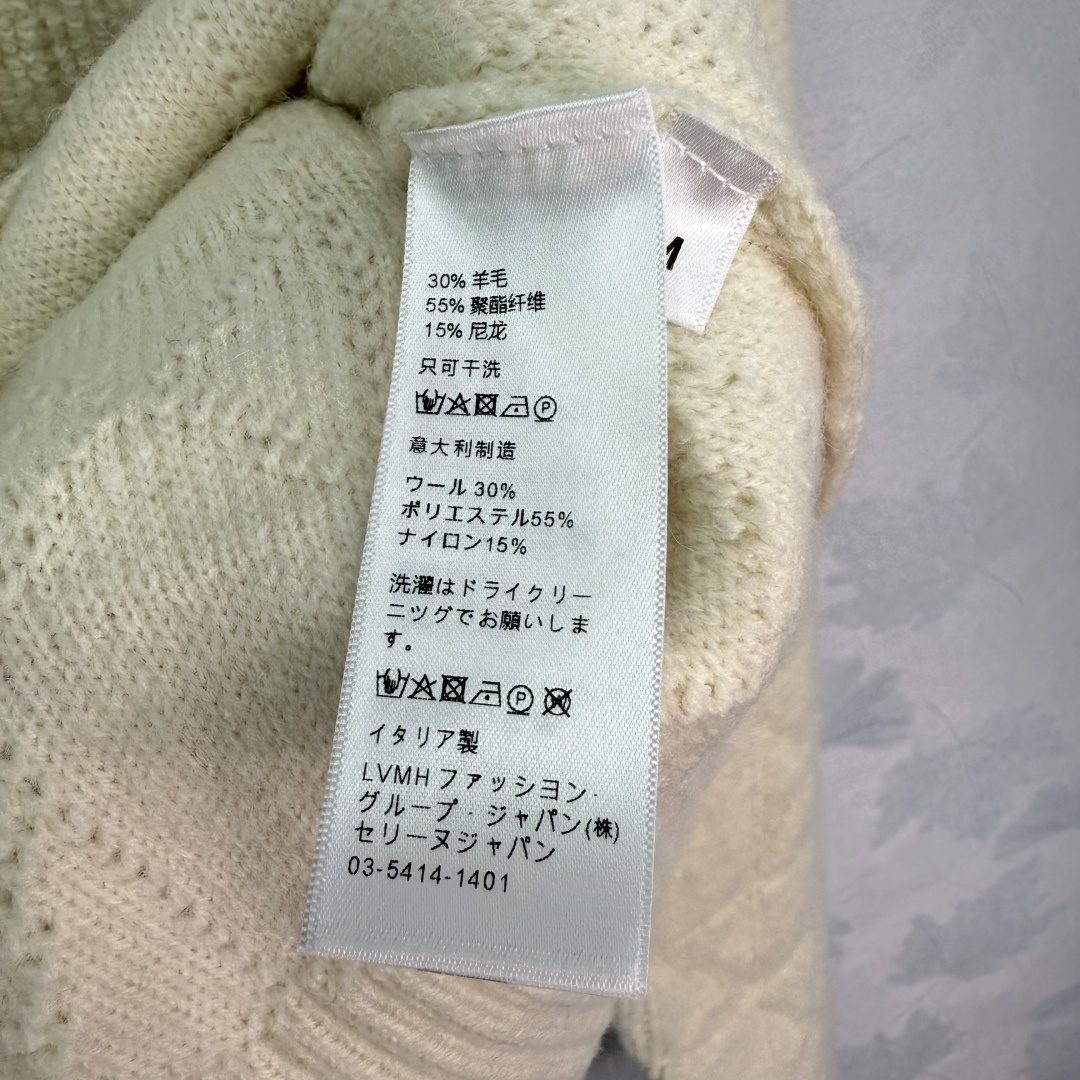 30% 羊毛
55% 聚酯纤维
15% 尼龙
只可干洗
P
意大利制造
ウール 30%
ポリエステル55%
ナイロン15%
洗濯はドライクリー
ニツグでお願いしま
す。
P
イタリア製
LVMH ファッシヨン·
グループ · ジャパン(株)
セリーヌジャパン
03-5414-1401
M